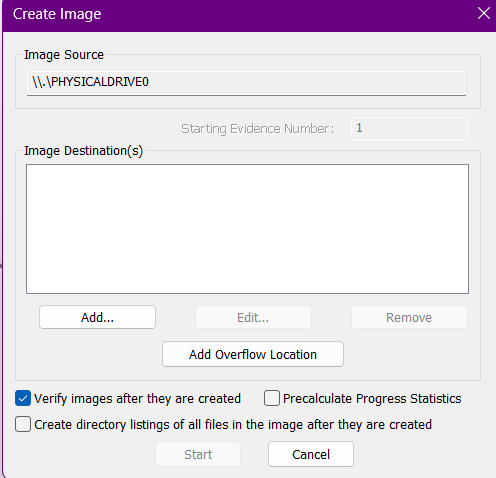 Create Image
Image Source
\\.\PHYSICALDRIVE0
Starting Evidence Number: 1
Image Destination(s)
Add... Edit... Remove
Add Overflow Location
Verify images after they are created Precalculate Progress Statistics
Create directory listings of all files in the image after they are created
Start Cancel